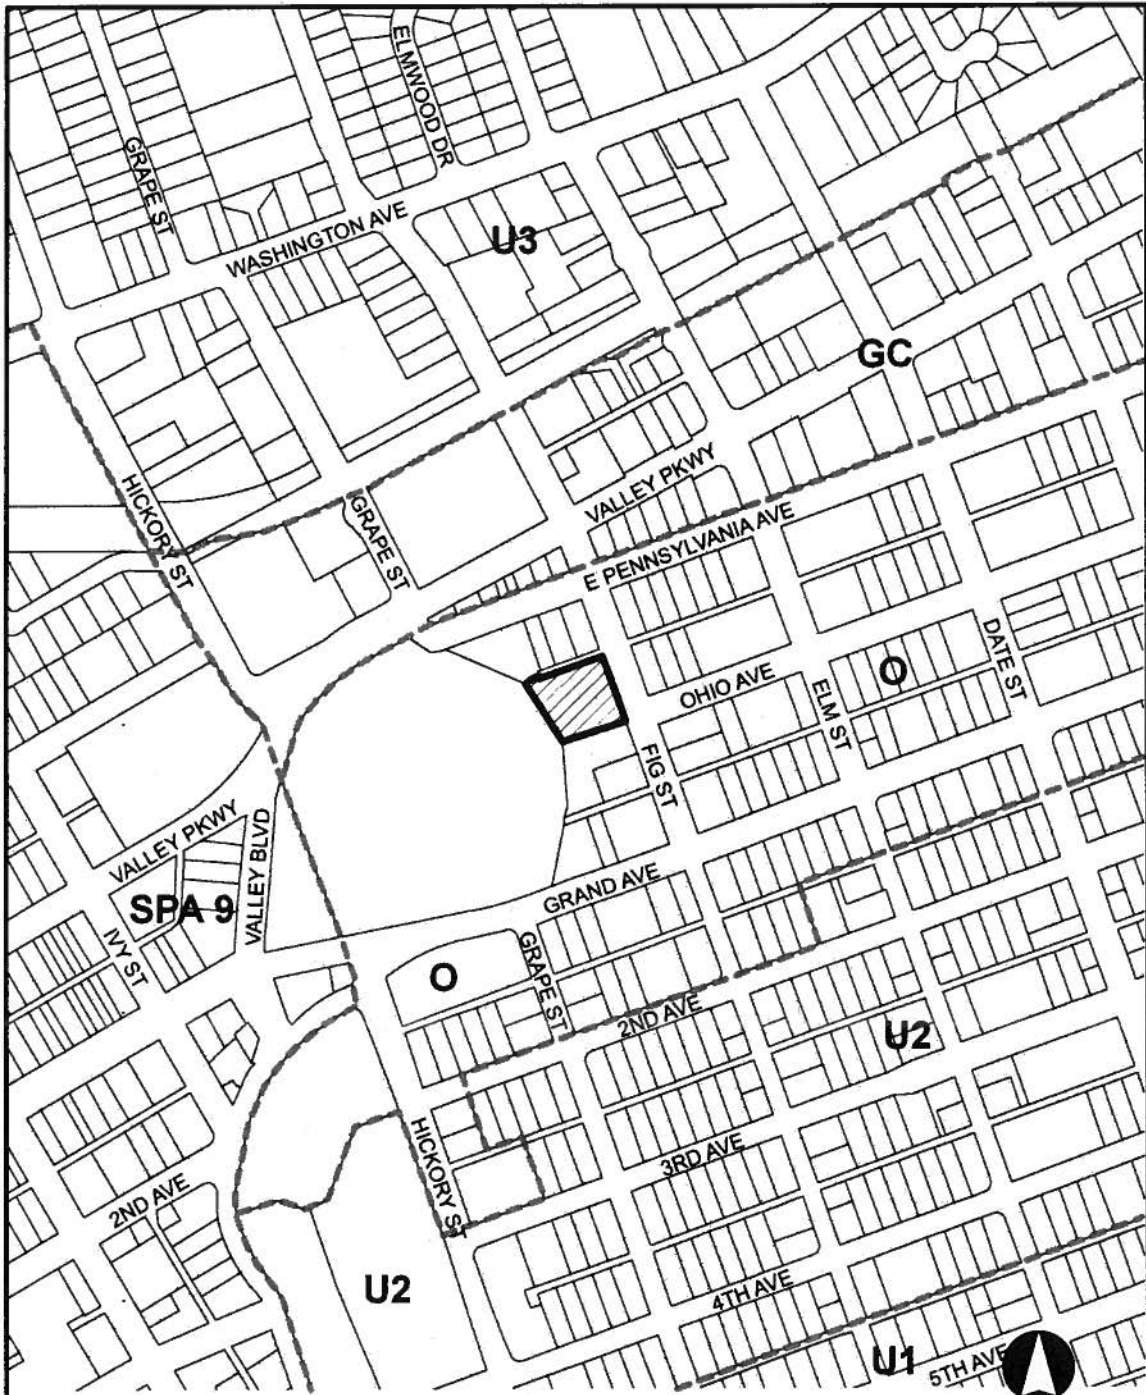 ELMWOOD DR
GRAPE ST
WASHINGTON AVE
U3
GC
HICKORY ST
GRAPE ST
VALLEY PKWY
E PENNSYLVANIA AVE
DATE ST
O
OHIO AVE
ELM ST
FIG ST
VALLEY PKWY
VALLEY BLVD
SPA 9
IVY ST
GRAND AVE
GRAPE ST
O
2ND AVE
U2
HICKORY ST
3RD AVE
2ND AVE
U2
4TH AVE
U1
5TH AVE